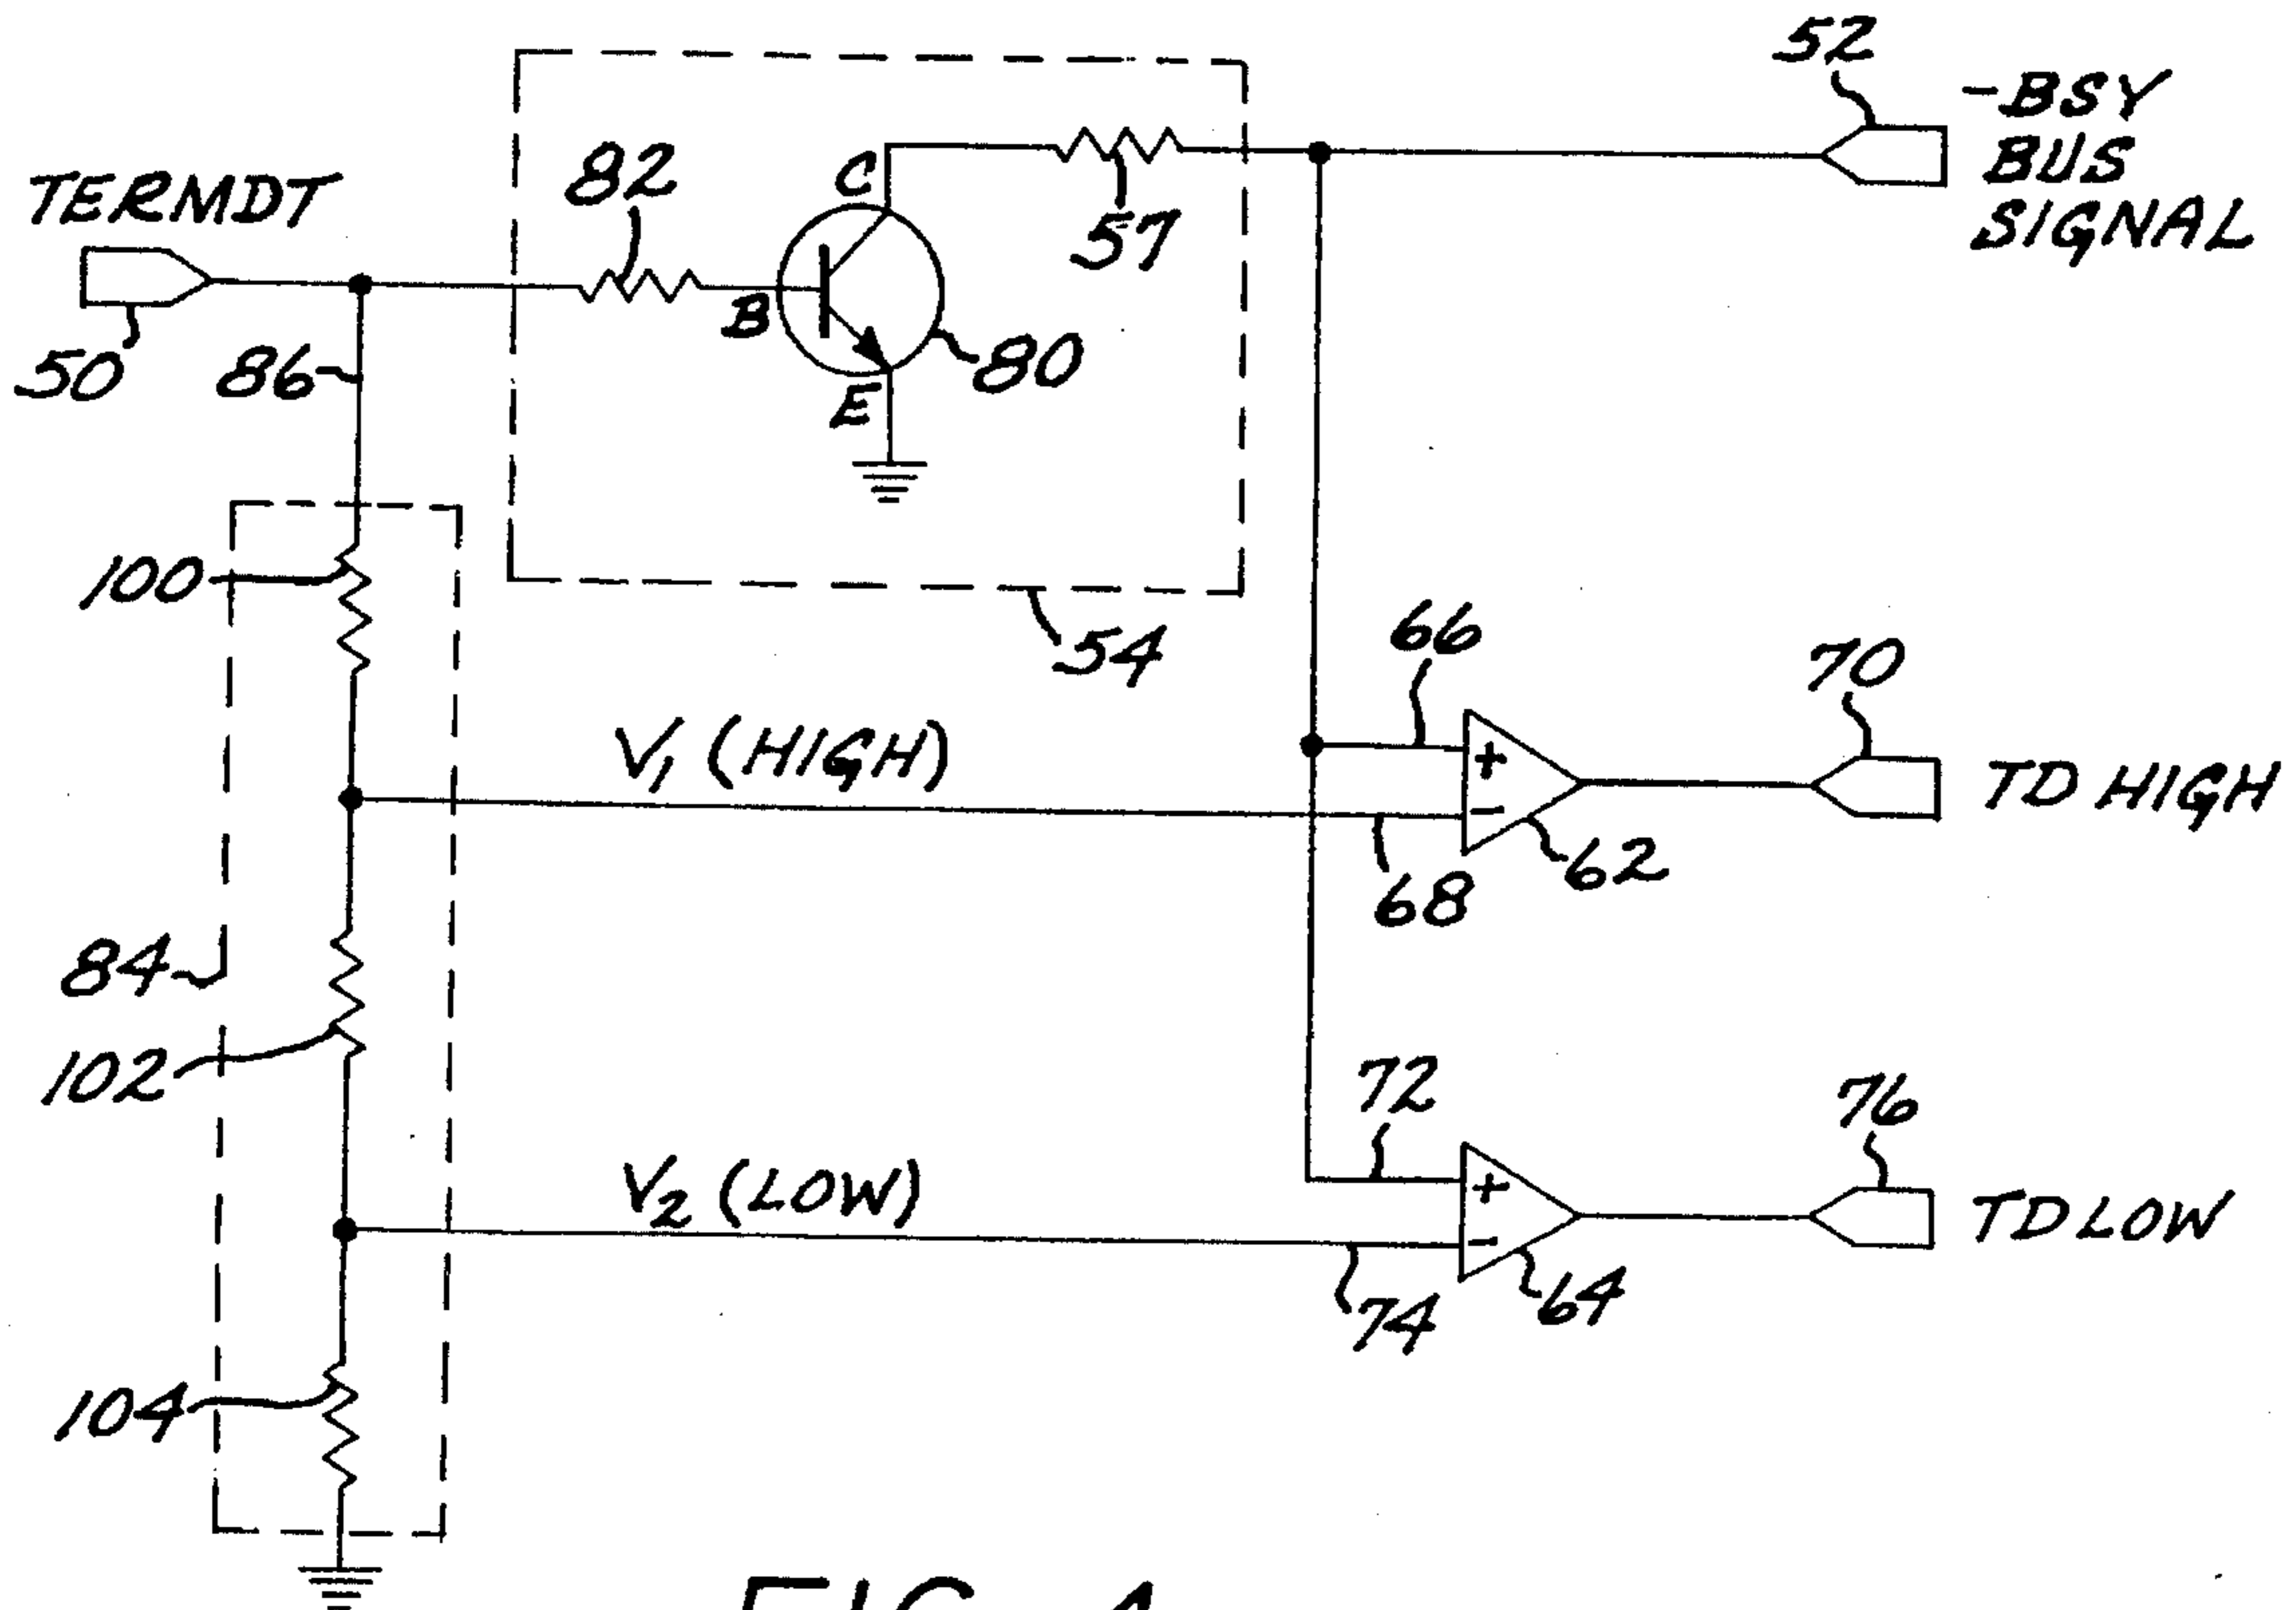 52
-BSY
BUS
SIGNAL
TERMDT
82
C
57
B
50
86
E
80
100
54
66
70
V1 (HIGH)
+
-
TD HIGH
62
68
84
102
72
76
V2 (LOW)
+
-
TD LOW
64
74
104